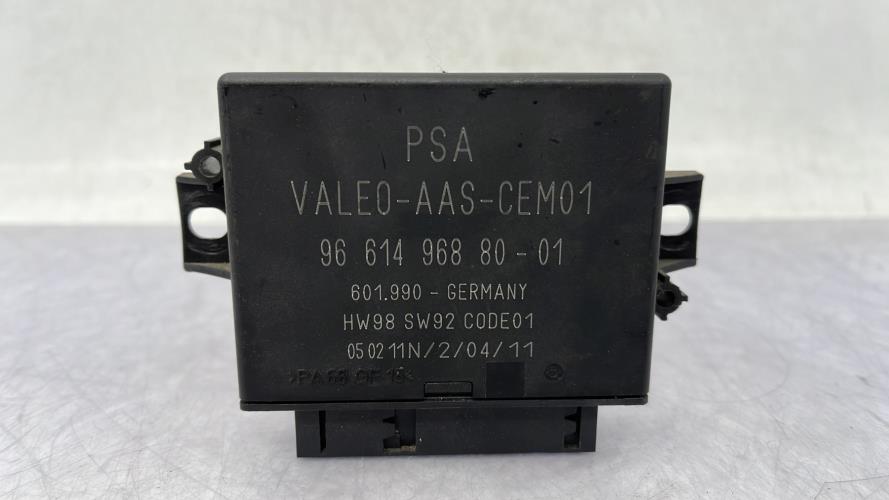 PSA
VALEO-AAS-CEM01
96 614 968 80 - 01
601.990 - GERMANY
HW98 SW92 CODE01
05 02 11N/2/04/11